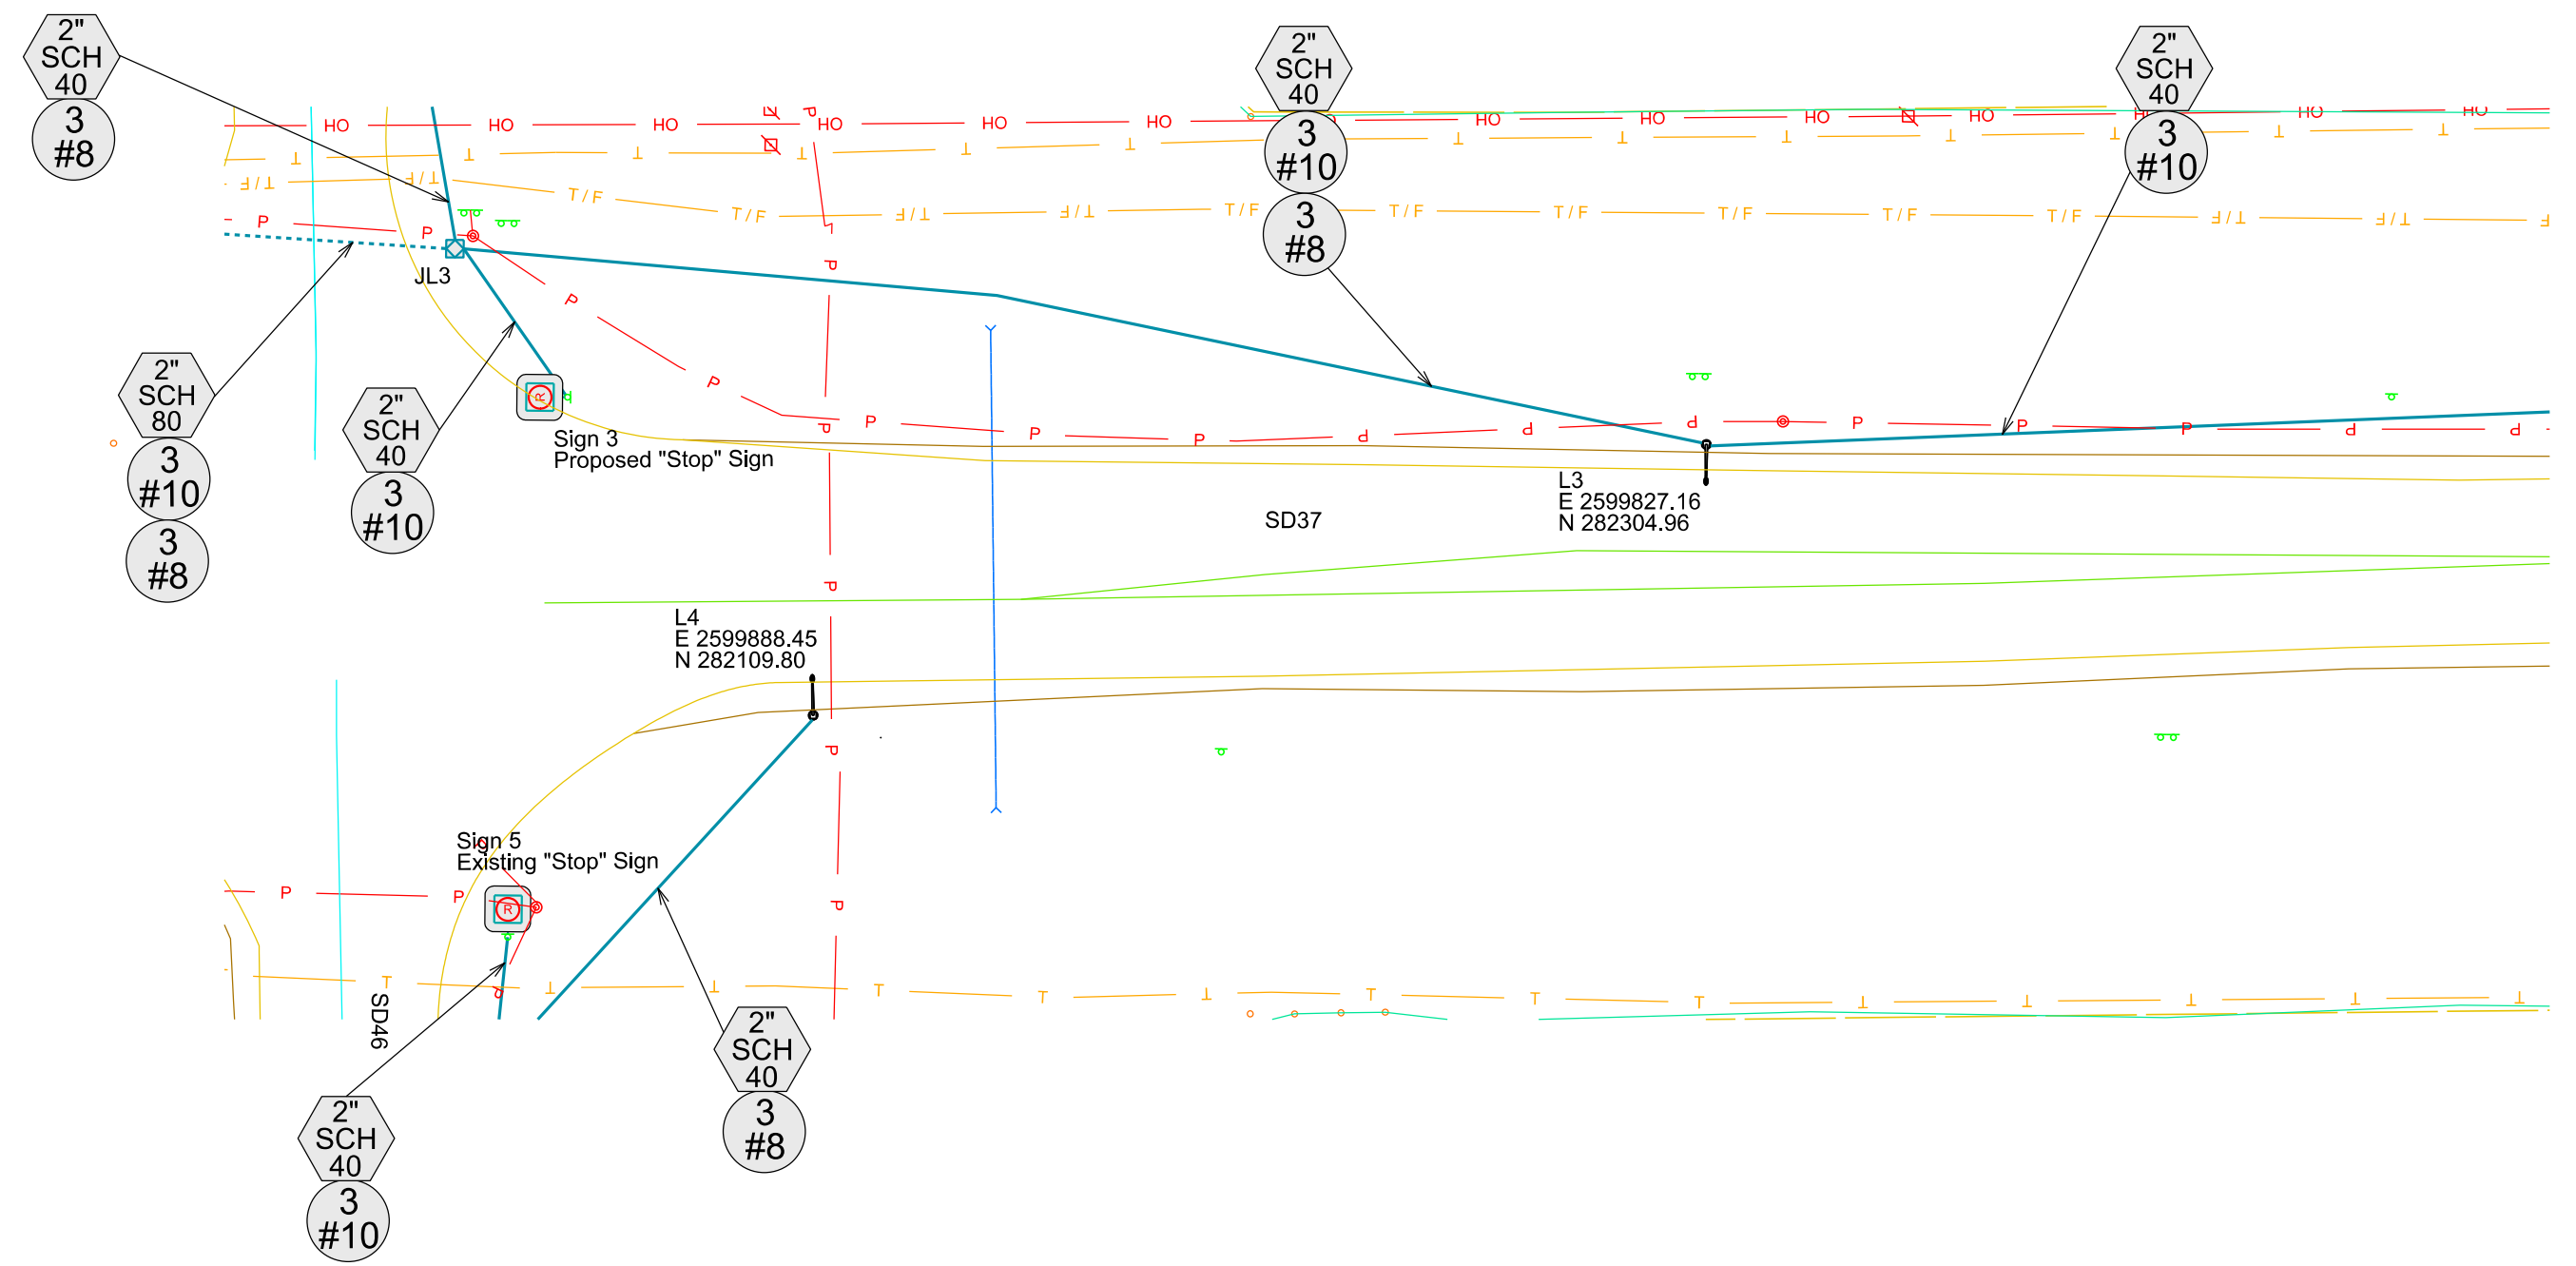 2"
SCH
40
3
#8
2"
SCH
40
3
#10
3
#8
2"
SCH
40
3
#10
HO HO HO HO HO HO HO HO HO HO HO HO
T T T T T T T T T T T T T
T/F T/F T/F T/F T/F T/F T/F T/F T/F T/F T/F T/F T/F
P P P
P
JL3
P
P
P P P P P P P P P P P
2"
SCH
80
3
#10
3
#8
2"
SCH
40
3
#10
R
Sign 3
Proposed "Stop" Sign
L3
E 2599827.16
N 282304.96
SD37
P
L4
E 2599888.45
N 282109.80
P
Sign 5
Existing "Stop" Sign
P P
R
P
P
T T T T T T T T T T T T T T
SD46
2"
SCH
40
3
#8
2"
SCH
40
3
#10